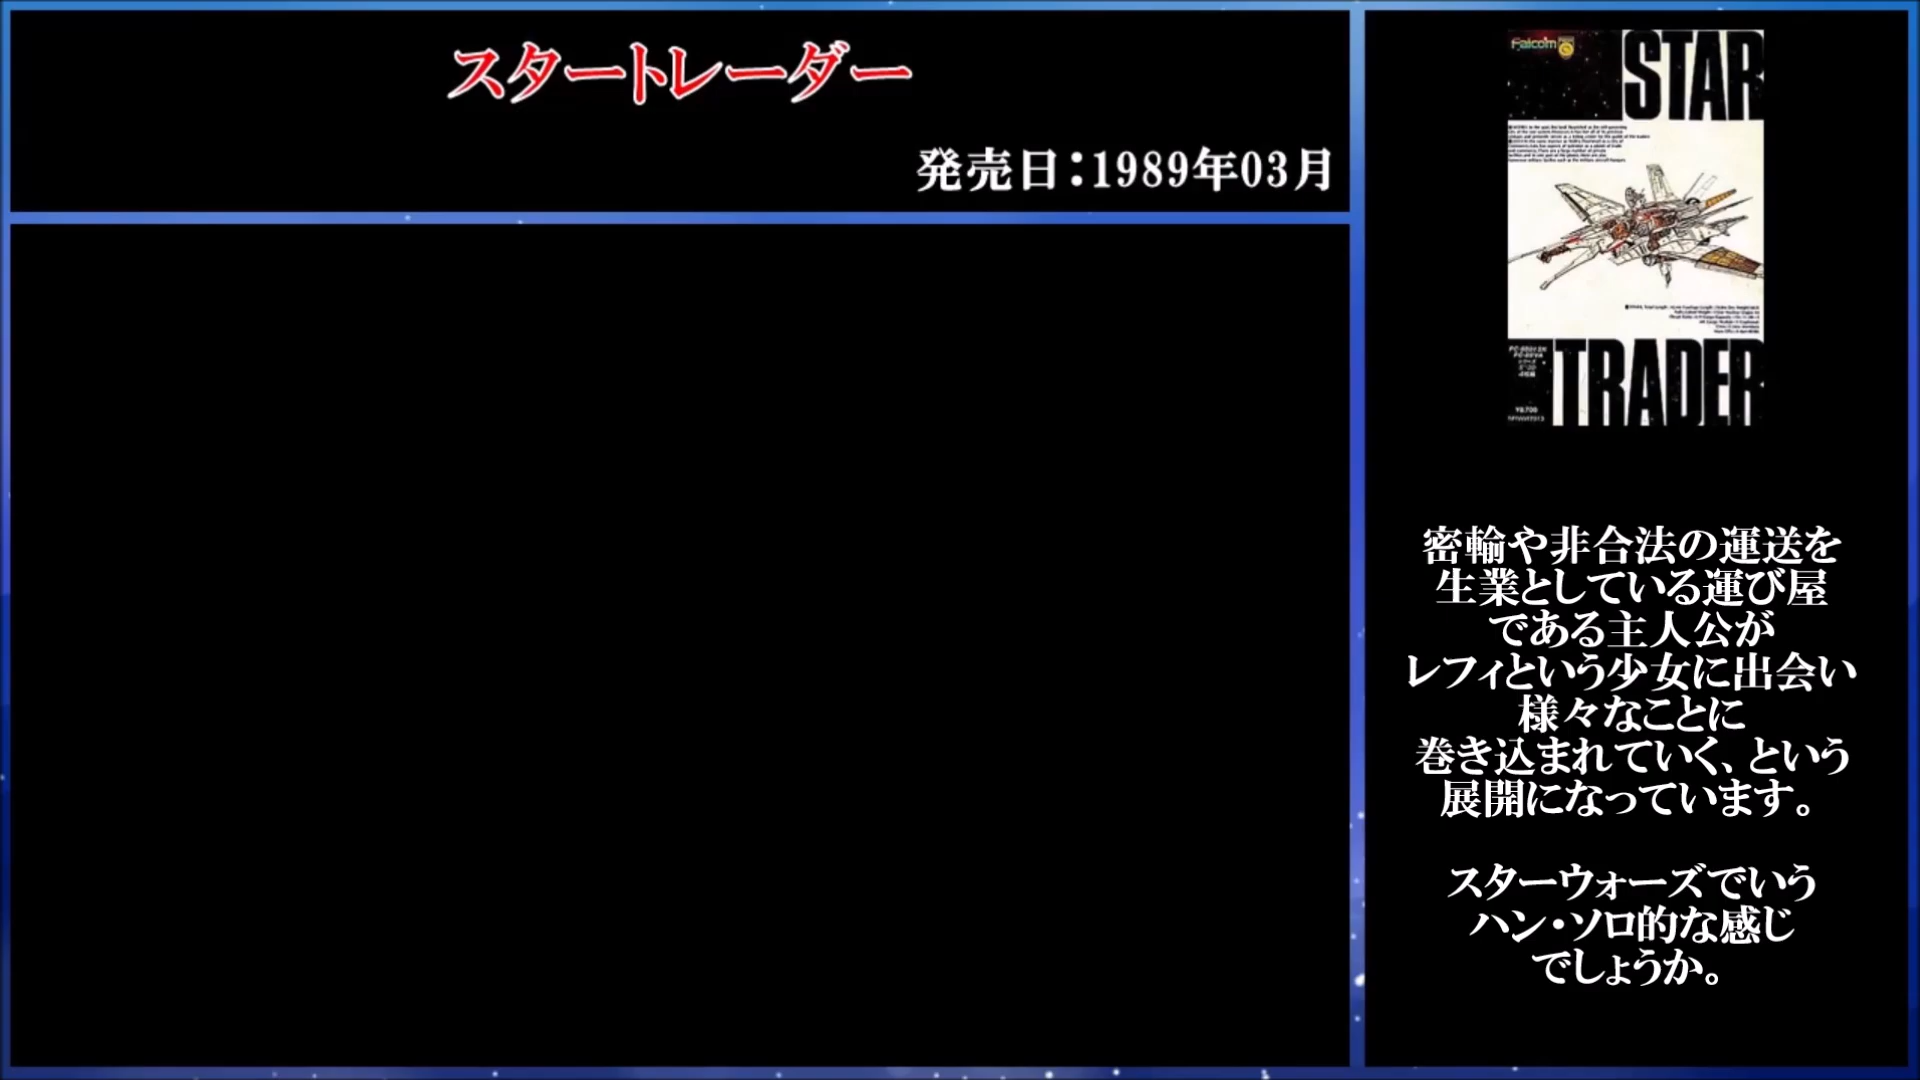 スタートレーダー
発売日：1989年03月
Falcom
STAR
TRADER
¥8,700
密輸や非合法の運送を
生業としている運び屋
である主人公が
レフィという少女に出会い
様々なことに
巻き込まれていく、という
展開になっています。
スターウォーズでいう
ハン・ソロ的な感じ
でしょうか。